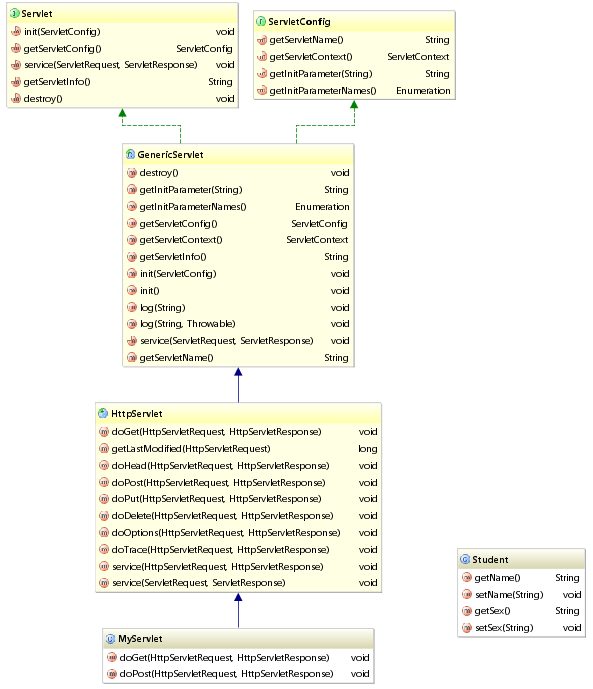 Servlet
init(ServletConfig) void
getServletConfig() ServletConfig
service(ServletRequest, ServletResponse) void
getServletInfo() String
destroy() void
ServletConfig
getServletName() String
getServletContext() ServletContext
getInitParameter(String) String
getInitParameterNames() Enumeration
GenericServlet
destroy() void
getInitParameter(String) String
getInitParameterNames() Enumeration
getServletConfig() ServletConfig
getServletContext() ServletContext
getServletInfo() String
init(ServletConfig) void
init() void
log(String) void
log(String, Throwable) void
service(ServletRequest, ServletResponse) void
getServletName() String
HttpServlet
doGet(HttpServletRequest, HttpServletResponse) void
getLastModified(HttpServletRequest) long
doHead(HttpServletRequest, HttpServletResponse) void
doPost(HttpServletRequest, HttpServletResponse) void
doPut(HttpServletRequest, HttpServletResponse) void
doDelete(HttpServletRequest, HttpServletResponse) void
doOptions(HttpServletRequest, HttpServletResponse) void
doTrace(HttpServletRequest, HttpServletResponse) void
service(HttpServletRequest, HttpServletResponse) void
service(ServletRequest, ServletResponse) void
MyServlet
doGet(HttpServletRequest, HttpServletResponse) void
doPost(HttpServletRequest, HttpServletResponse) void
Student
getName() String
setName(String) void
getSex() String
setSex(String) void